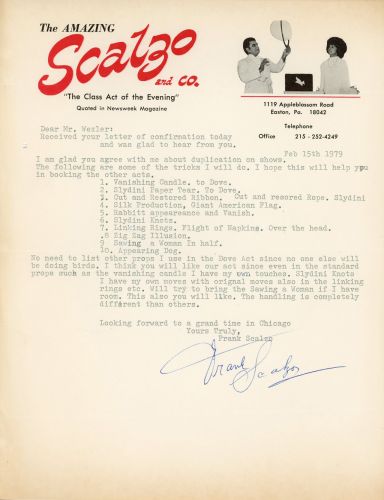 The AMAZING
Scalzo
and CO.
"The Class Act of the Evening"
Quoted in Newsweek Magazine
1119 Appleblossom Road
Easton, Pa. 18042
Telephone
Office 215 - 252-4249
Dear Mr. Wezler:
Received your letter of confirmation today
and was glad to hear from you.
Feb 15th 1979
I am glad you agree with me about duplication on shows.
The following are some of the tricks I will do. I hope this will help you
in booking the other acts.
1. Vanishing Candle. to Dove.
2. Slydini Paper Tear. To Dove.
3. Cut and Restored Ribbon. Cut and resored Rope. Slydini
4. Silk Production, Giant American Flag.
5. Rabbitt appearance and Vanish.
6. Slydini Knots.
7. Linking Rings. Flight of Napkins. Over the head.
8 Zig Zag Illusion.
9 Sawing a Woman In half.
10. Appearing Dog.
No need to list other props I use in the Dove Act since no one else will
be doing birds. I think you will like our act since even in the standard
props such as the vanishing candle I have my own touches. Slydini Knots
I have my own moves with orignal moves also in the linking
rings etc. Will try to bring the Sawing a Woman if I have
room. This also you will like. The handling is completely
different than others.
Looking forward to a grand time in Chicago
Yours Truly,
Frank Scalzo
Frank Scalzo